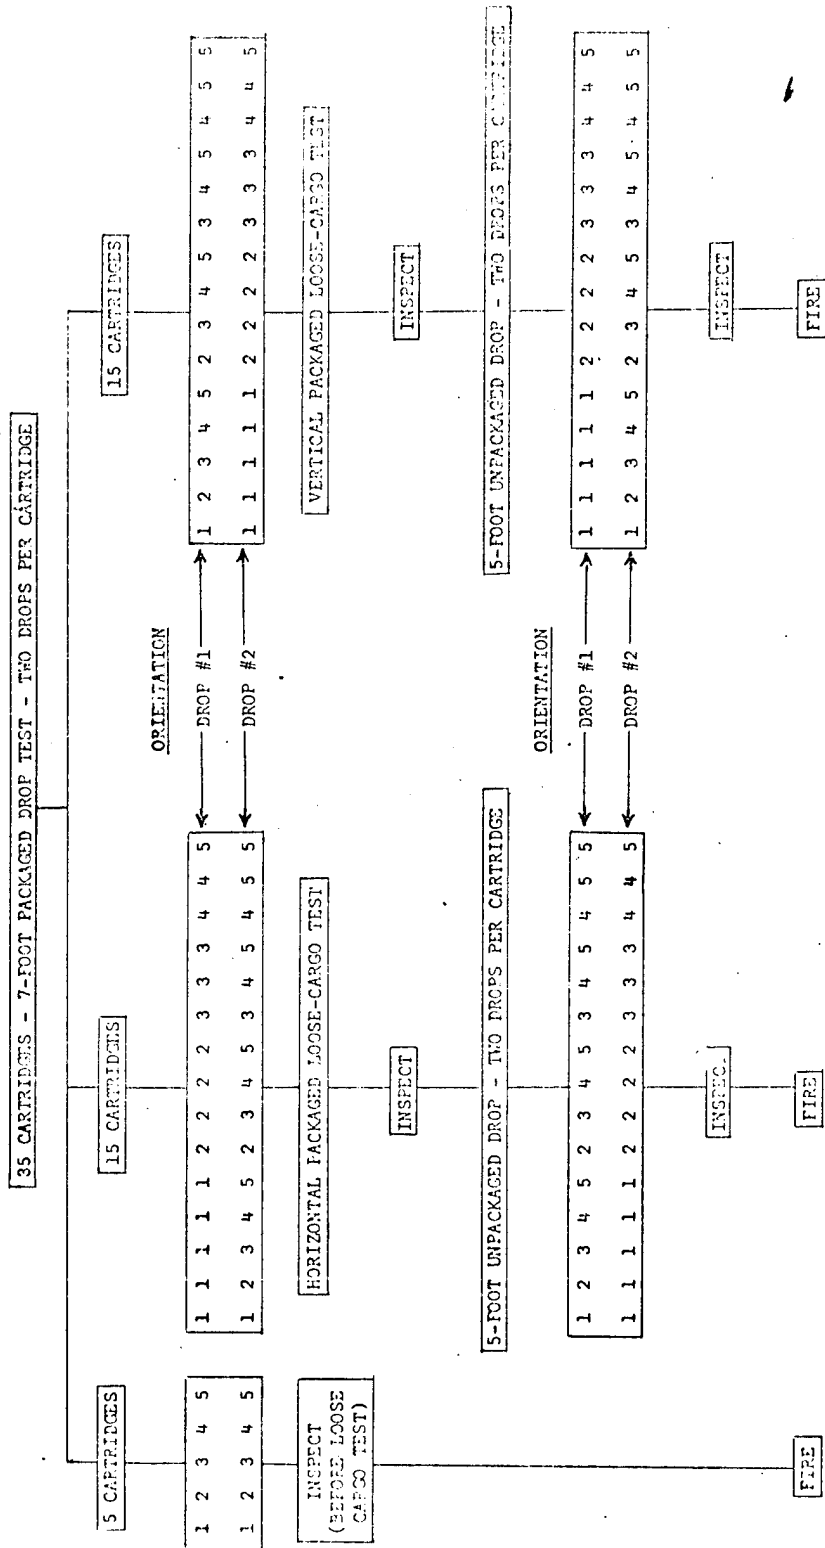 35 CARTRIDGES - 7-FOOT PACKAGED DROP TEST - TWO DROPS PER CARTRIDGE
5 CARTRIDGES
15 CARTRIDGES
15 CARTRIDGES
ORIENTATION
1 2 3 4 5
1 1 1 1 1 2 2 2 2 3 3 3 4 4 5
DROP #1
1 2 3 4 5 2 3 4 5 3 4 5 4 5 5
1 2 3 4 5
1 2 3 4 5 2 3 4 5 3 4 5 4 5 5
DROP #2
1 1 1 1 1 2 2 2 2 3 3 3 4 4 5
INSPECT
(BEFORE LOOSE
CARGO TEST)
HORIZONTAL PACKAGED LOOSE-CARGO TEST
VERTICAL PACKAGED LOOSE-CARGO TEST
INSPECT
INSPECT
5-FOOT UNPACKAGED DROP - TWO DROPS PER CARTRIDGE
5-FOOT UNPACKAGED DROP - TWO DROPS PER CARTRIDGE
ORIENTATION
1 2 3 4 5 2 3 4 5 3 4 5 4 5 5
DROP #1
1 1 1 1 1 2 2 2 2 3 3 3 4 4 5
1 1 1 1 1 2 2 2 2 3 3 3 4 4 5
DROP #2
1 2 3 4 5 2 3 4 5 3 4 5 4 5 5
INSPECT
INSPECT
FIRE
FIRE
FIRE